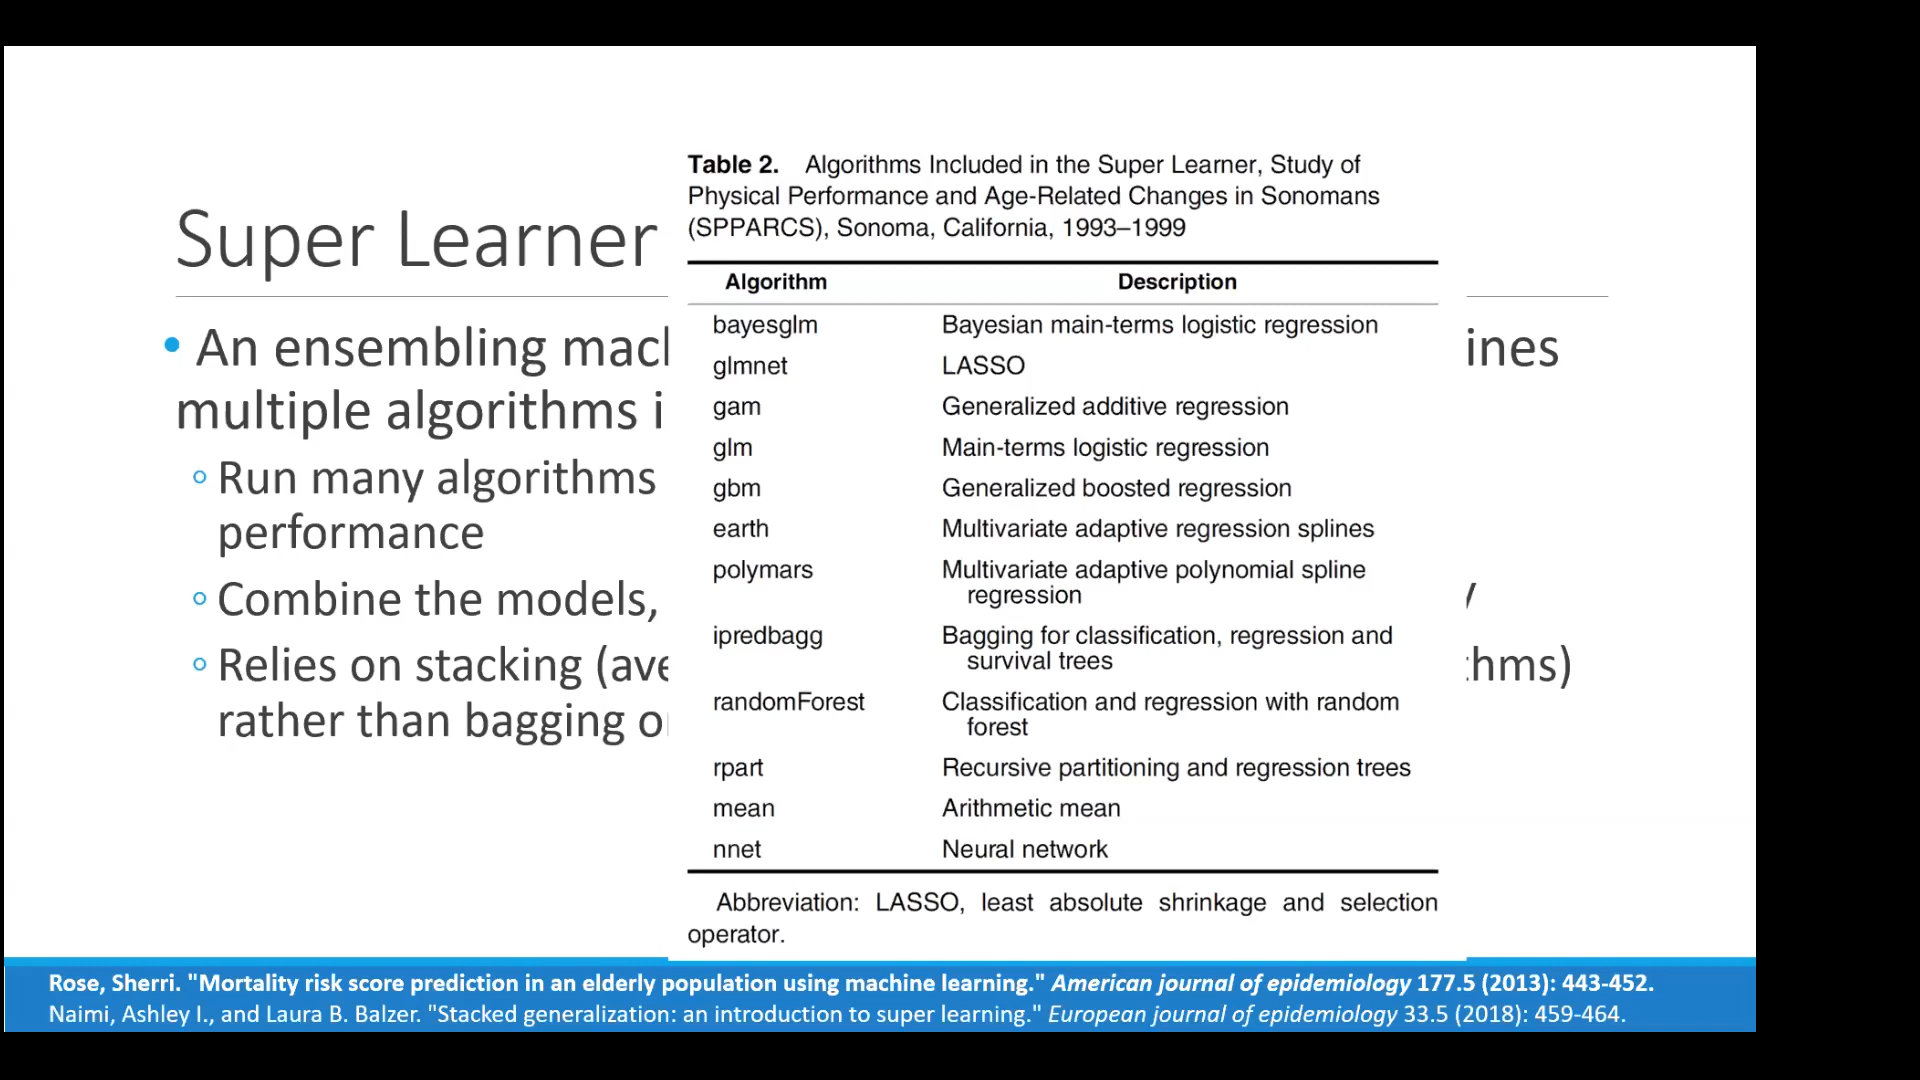 Super Learner
• An ensembling
multiple algorithms
◦ Run many algorithms
performance
◦ Combine the models,
◦ Relies on stacking
rather than bagging
Table 2. Algorithms Included in the Super Learner, Study of
Physical Performance and Age-Related Changes in Sonomans
(SPPARCS), Sonoma, California, 1993–1999
Algorithm Description
bayesglm Bayesian main-terms logistic regression
glmnet LASSO
gam Generalized additive regression
glm Main-terms logistic regression
gbm Generalized boosted regression
earth Multivariate adaptive regression splines
polymars Multivariate adaptive polynomial spline
regression
ipredbagg Bagging for classification, regression and
survival trees
randomForest Classification and regression with random
forest
rpart Recursive partitioning and regression trees
mean Arithmetic mean
nnet Neural network
Abbreviation: LASSO, least absolute shrinkage and selection
operator.
Rose, Sherri. "Mortality risk score prediction in an elderly population using machine learning." American journal of epidemiology 177.5 (2013): 443-452.
Naimi, Ashley I., and Laura B. Balzer. "Stacked generalization: an introduction to super learning." European journal of epidemiology 33.5 (2018): 459-464.